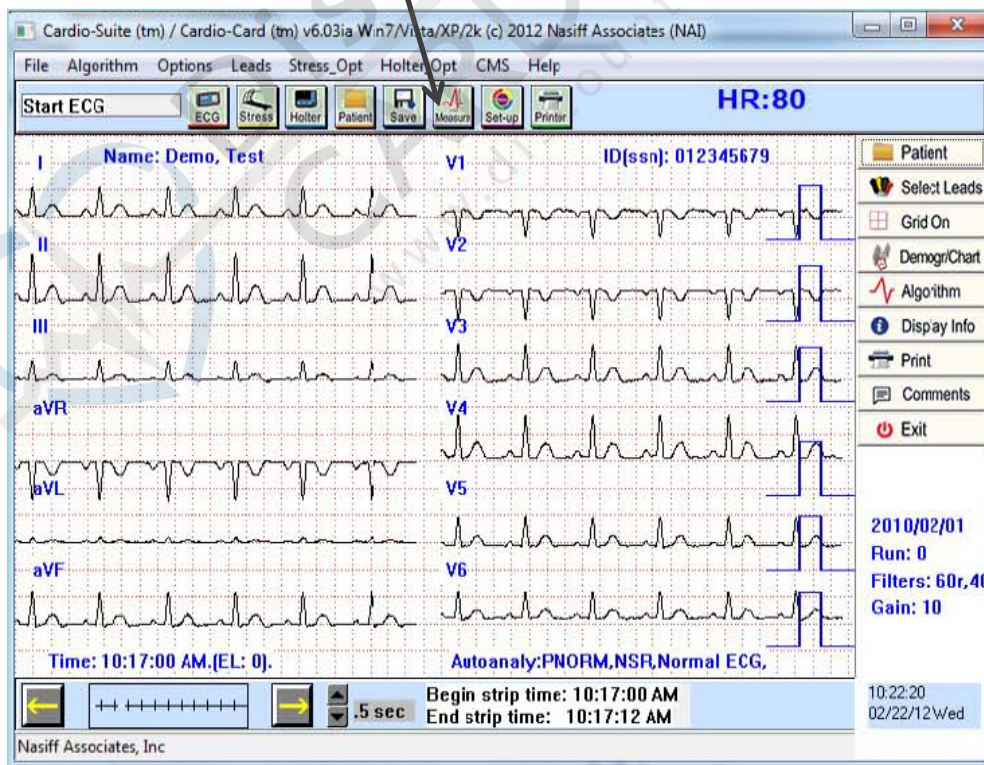 Cardio-Suite (tm) / Cardio-Card (tm) v6.03ia Win7/Vista/XP/2k (c) 2012 Nasiff Associates (NAI)
File Algorithm Options Leads Stress_Opt Holter Opt CMS Help
Start ECG ECG Stress Holter Patient Save Measure Set-up Printer HR:80
I Name: Demo, Test V1 ID(ssn): 012345679
II V2
III V3
aVR V4
aVL V5
aVF V6
Time: 10:17:00 AM.(EL: 0). Autoanaly:PNORM,NSR,Normal ECG,
Patient
Select Leads
Grid On
Demogr/Chart
Algorithm
Display Info
Print
Comments
Exit
2010/02/01
Run: 0
Filters: 60r,40
Gain: 10
.5 sec
Begin strip time: 10:17:00 AM
End strip time: 10:17:12 AM
10:22:20
02/22/12Wed
Nasiff Associates, Inc